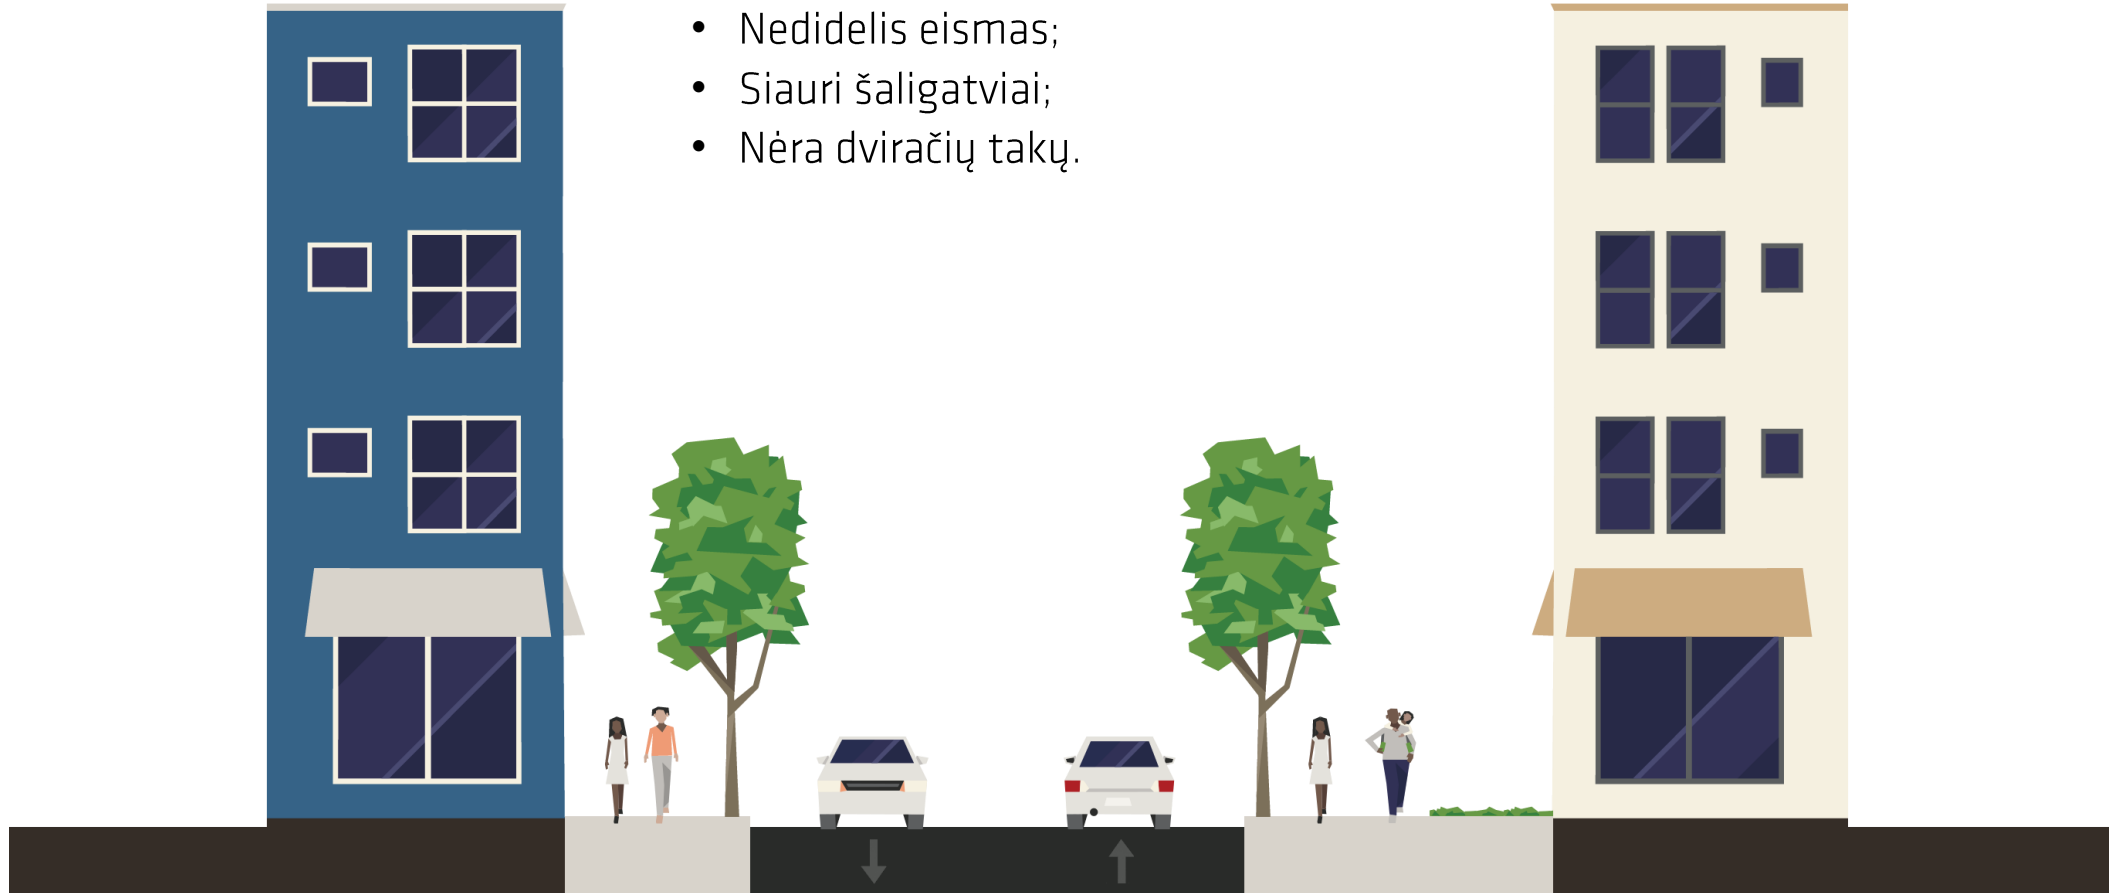 • Nedidelis eismas;
• Siauri šaligatviai;
• Nėra dviračių takų.